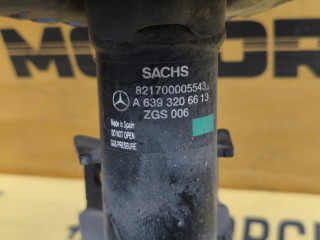 SACHS
821700005543
A 639 320 66 13
ZGS 006
Made in Spain
DO NOT OPEN
GAS-PRESSURE